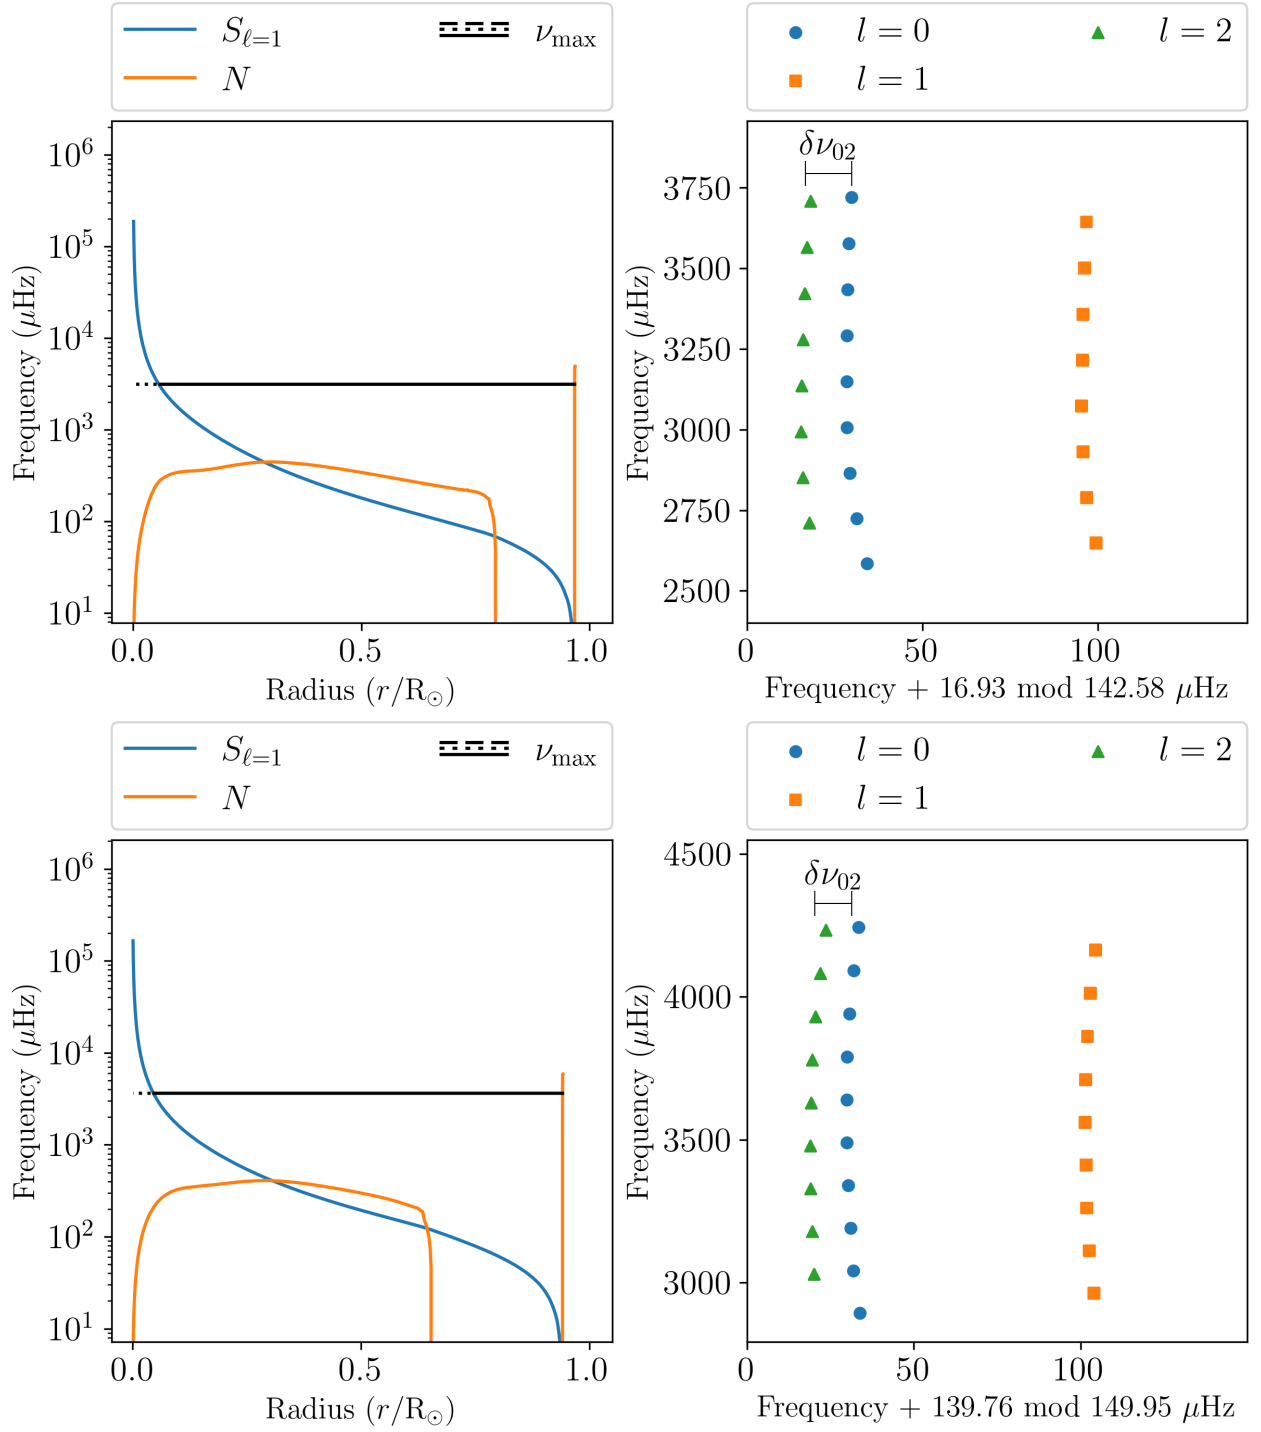 S_{ℓ=1}
N
ν_max
10^6
10^5
10^4
10^3
10^2
10^1
Frequency (μHz)
0.0 0.5 1.0
Radius (r/R_⊙)
l = 0
l = 1
l = 2
δν_02
3750
3500
3250
3000
2750
2500
Frequency (μHz)
0 50 100
Frequency + 16.93 mod 142.58 μHz
S_{ℓ=1}
N
ν_max
10^6
10^5
10^4
10^3
10^2
10^1
Frequency (μHz)
0.0 0.5 1.0
Radius (r/R_⊙)
l = 0
l = 1
l = 2
δν_02
4500
4000
3500
3000
Frequency (μHz)
0 50 100
Frequency + 139.76 mod 149.95 μHz